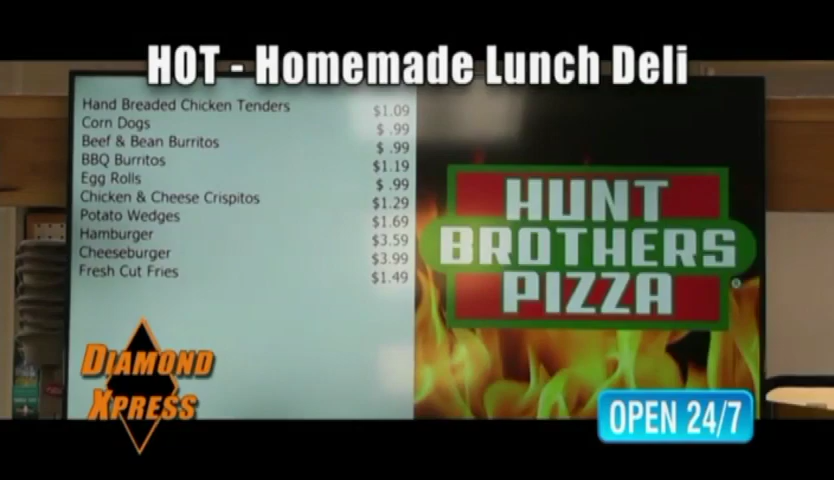 HOT - Homemade Lunch Deli
Hand Breaded Chicken Tenders $1.09
Corn Dogs $ .99
Beef & Bean Burritos $ .99
BBQ Burritos $1.19
Egg Rolls $ .99
Chicken & Cheese Crispitos $1.29
Potato Wedges $1.69
Hamburger $3.59
Cheeseburger $3.99
Fresh Cut Fries $1.49
HUNT
BROTHERS
PIZZA
®
DIAMOND
XPRESS
OPEN 24/7